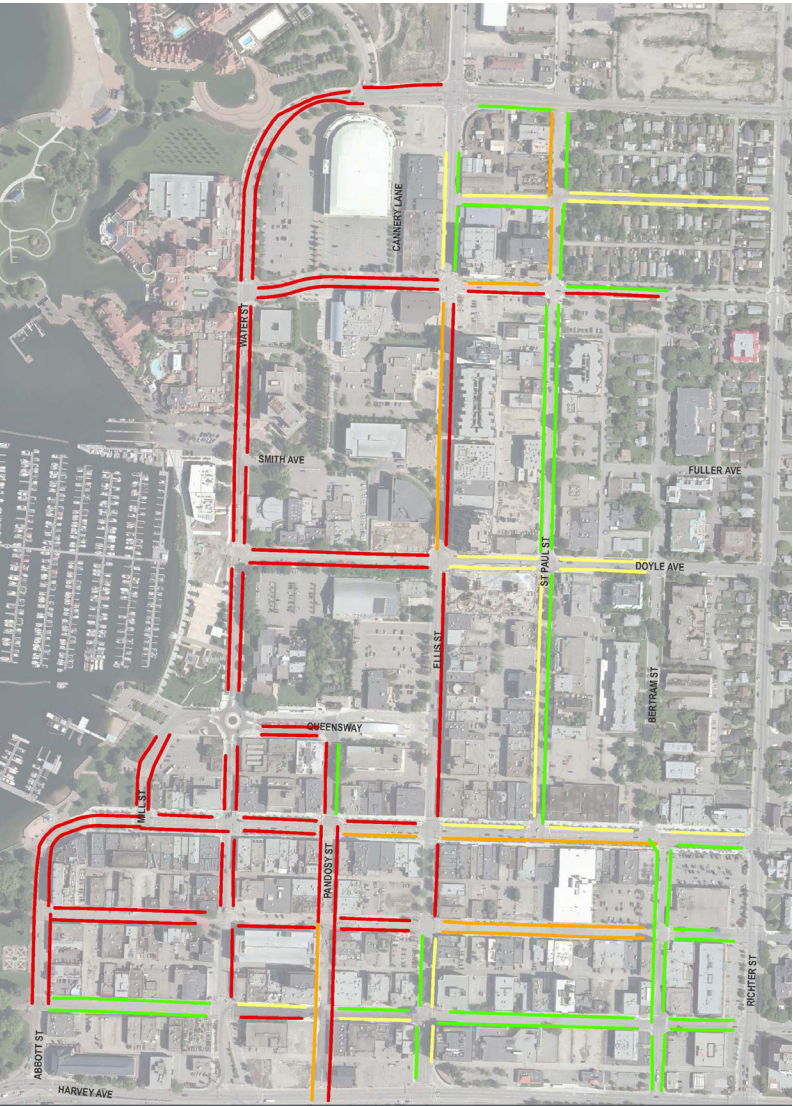 CANNERY LANE
WATER ST
SMITH AVE
FULLER AVE
ST PAUL ST
DOYLE AVE
ELLIS ST
BERTRAM ST
QUEENSWAY
MILL ST
PANDOSY ST
RICHTER ST
ABBOTT ST
HARVEY AVE